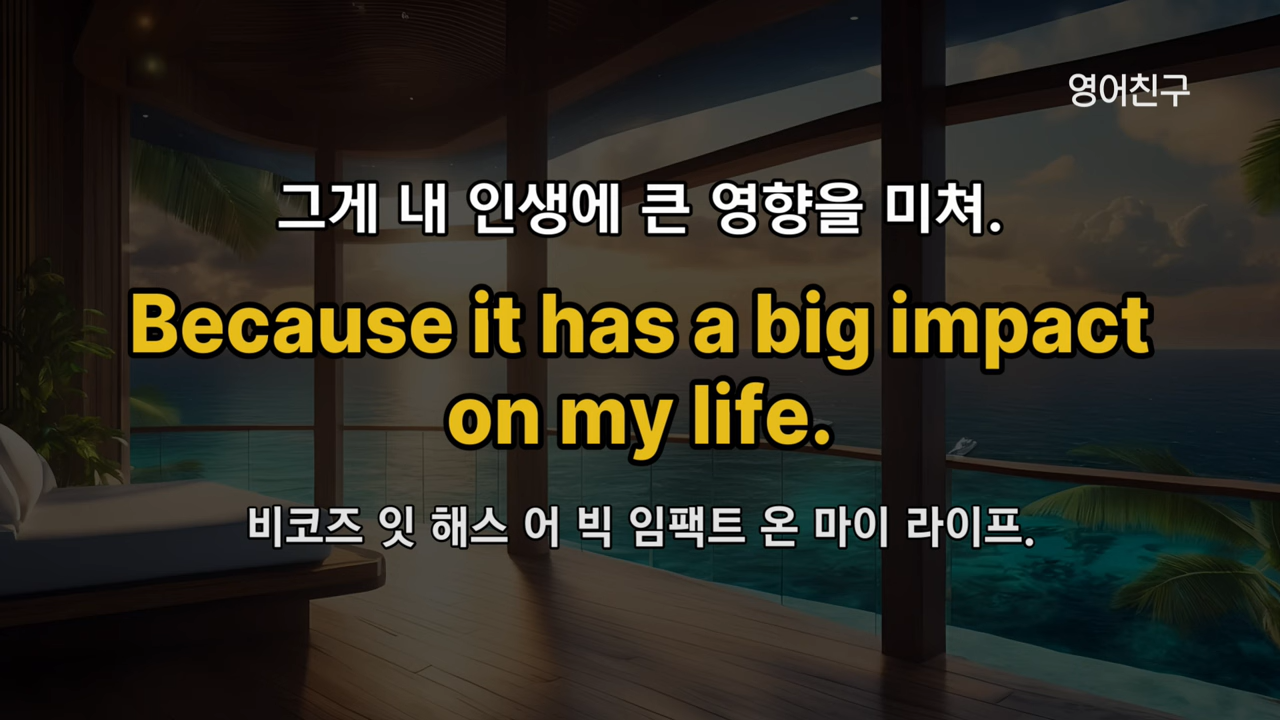 영어친구
그게 내 인생에 큰 영향을 미쳐.
Because it has a big impact
on my life.
비코즈 잇 해스 어 빅 임팩트 온 마이 라이프.